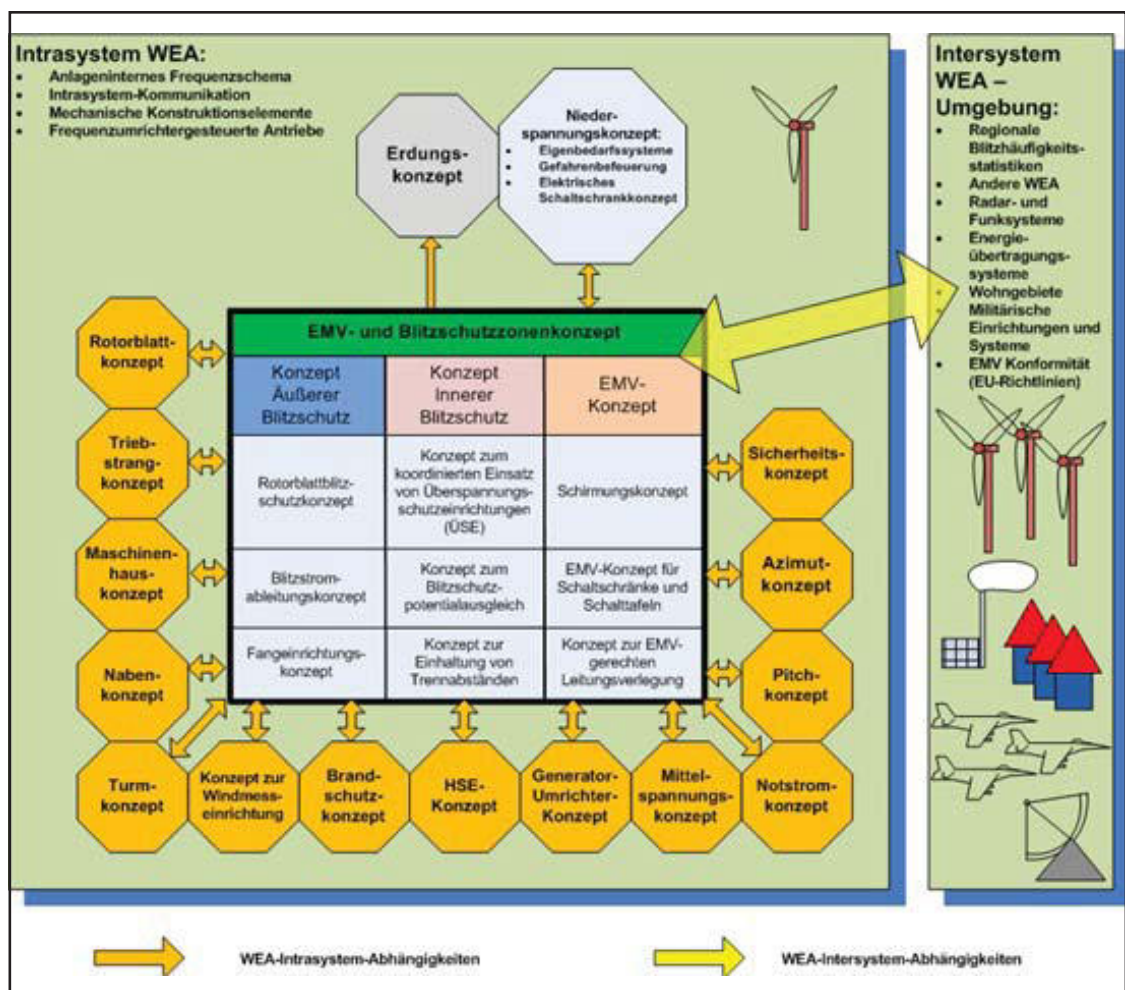 Intrasystem WEA:
• Anlageninternes Frequenzschema
• Intrasystem-Kommunikation
• Mechanische Konstruktionselemente
• Frequenzumrichtergesteuerte Antriebe
Erdungs-
konzept
Nieder-
spannungskonzept:
• Eigenbedarfssysteme
• Gefahrenbefeuerung
• Elektrisches
Schaltschrankkonzept
EMV- und Blitzschutzzonenkonzept
Konzept
Äußerer
Blitzschutz
Konzept
Innerer
Blitzschutz
EMV-
Konzept
Rotorblattblitz-
schutzkonzept
Konzept zum
koordinierten Einsatz
von Überspannungs-
schutzeinrichtungen
(ÜSE)
Schirmungskonzept
Blitzstrom-
ableitungskonzept
Konzept zum
Blitzschutz-
potentialausgleich
EMV-Konzept für
Schaltschränke und
Schalttafeln
Fangeinrichtungs-
konzept
Konzept zur
Einhaltung von
Trennabständen
Konzept zur EMV-
gerechten
Leitungsverlegung
Rotorblatt-
konzept
Trieb-
strang-
konzept
Maschinen-
haus-
konzept
Naben-
konzept
Turm-
konzept
Konzept zur
Windmess-
einrichtung
Brand-
schutz-
konzept
HSE-
Konzept
Generator-
Umrichter-
Konzept
Mittel-
spannungs-
konzept
Notstrom-
konzept
Sicherheits-
konzept
Azimut-
konzept
Pitch-
konzept
Intersystem
WEA –
Umgebung:
• Regionale
Blitzhäufigkeits-
statistiken
• Andere WEA
• Radar- und
Funksysteme
• Energie-
übertragungs-
systeme
• Wohngebiete
• Militärische
Einrichtungen und
Systeme
• EMV Konformität
(EU-Richtlinien)
WEA-Intrasystem-Abhängigkeiten
WEA-Intersystem-Abhängigkeiten